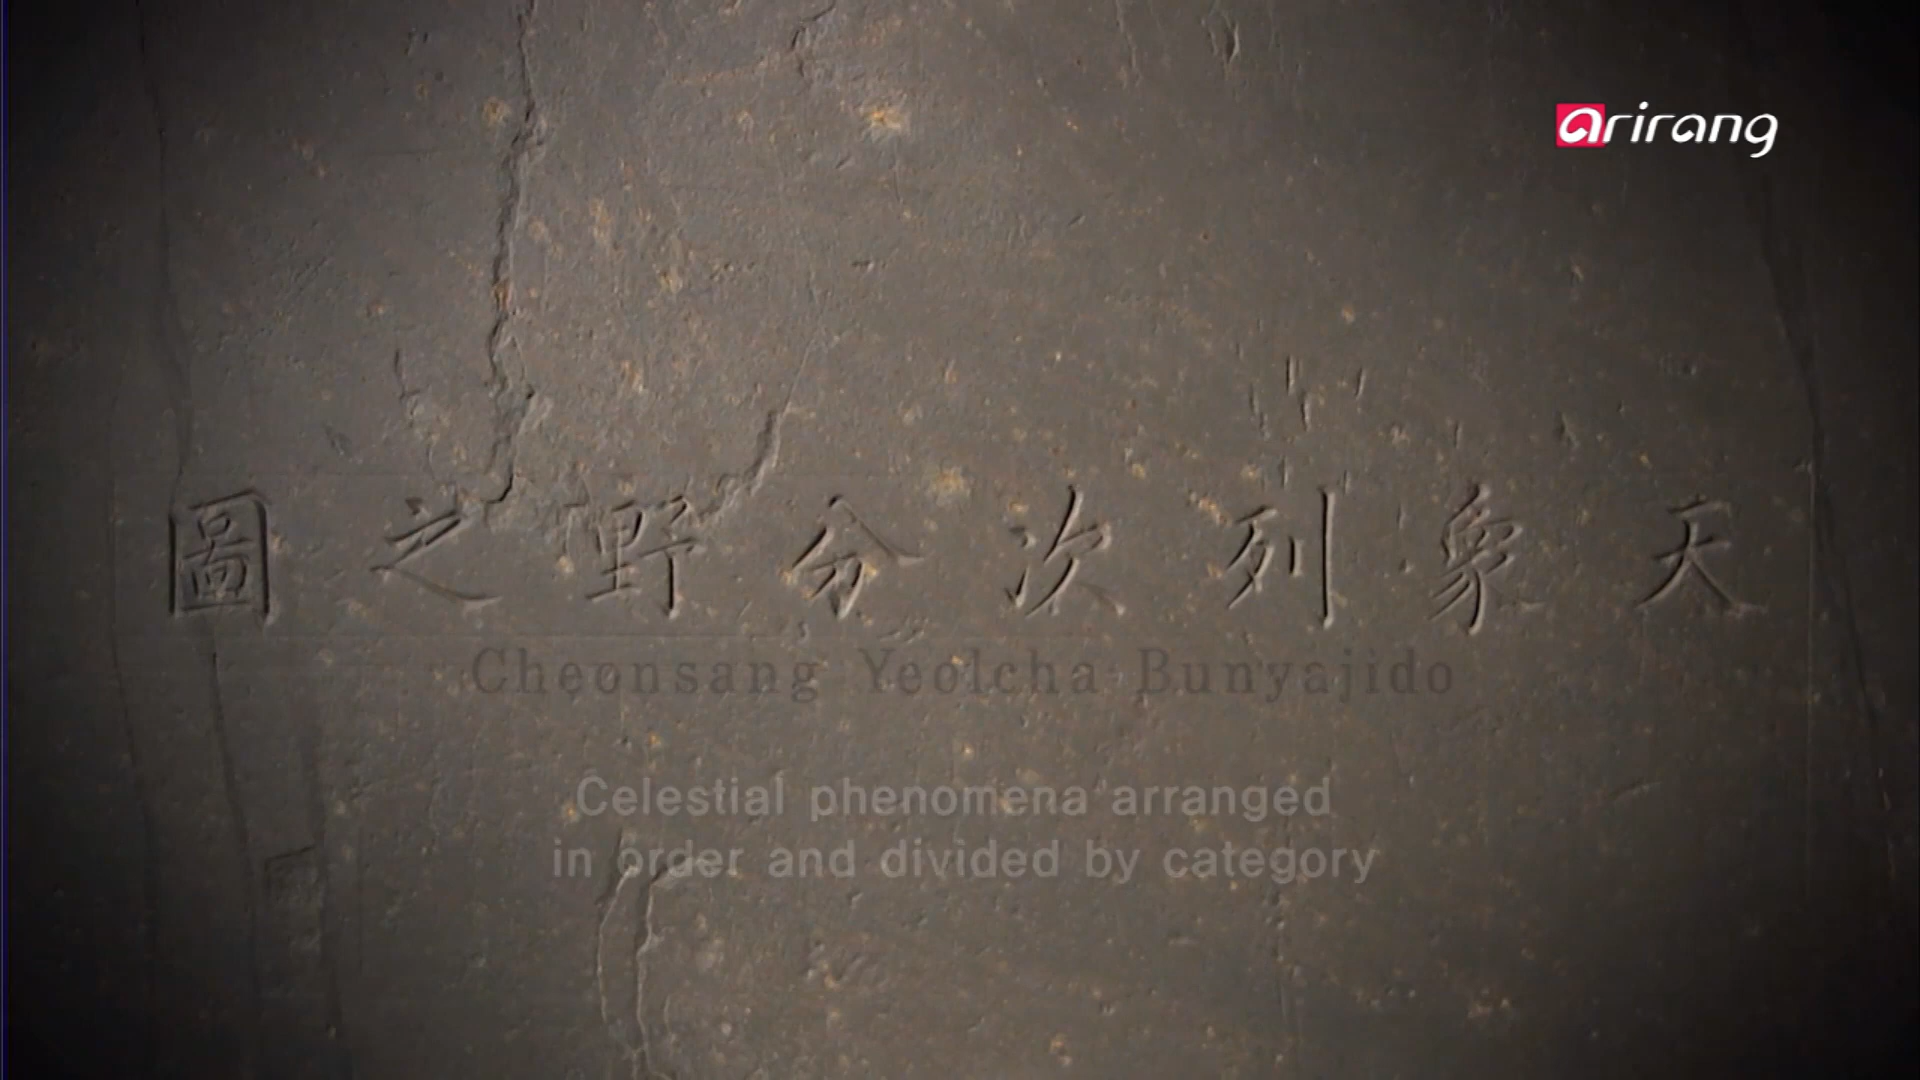 arirang
天象列次分野之圖
Cheonsang Yeolcha Bunyajido
Celestial phenomena arranged
in order and divided by category